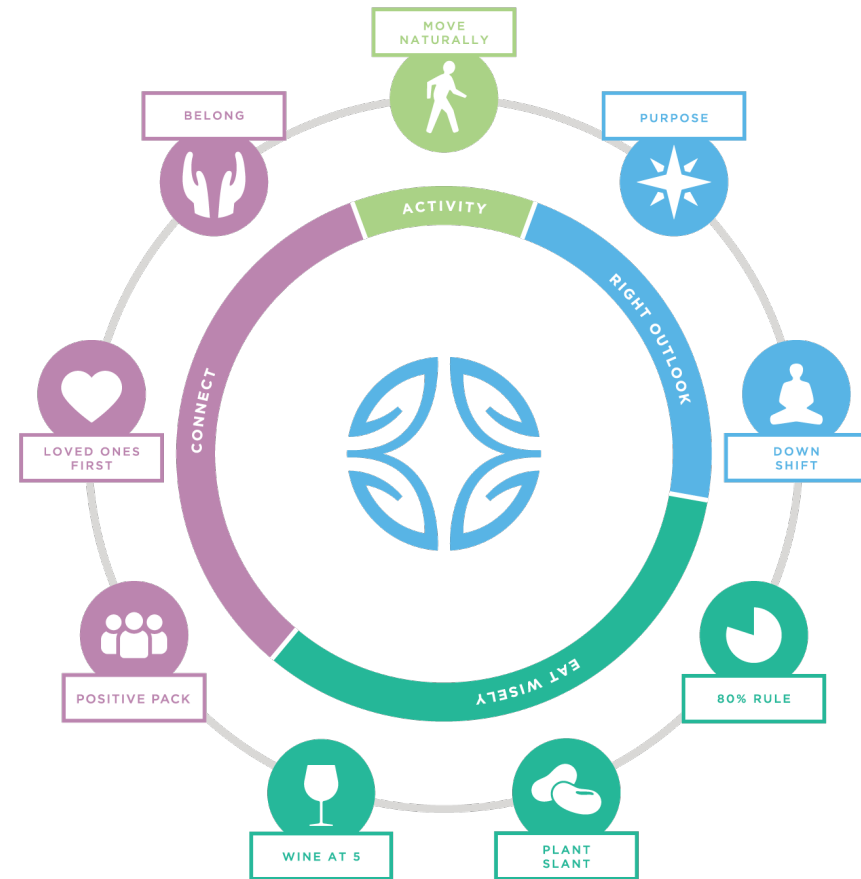 MOVE
NATURALLY
BELONG
PURPOSE
ACTIVITY
RIGHT OUTLOOK
CONNECT
LOVED ONES
FIRST
DOWN
SHIFT
EAT WISELY
POSITIVE PACK
80% RULE
WINE AT 5
PLANT
SLANT